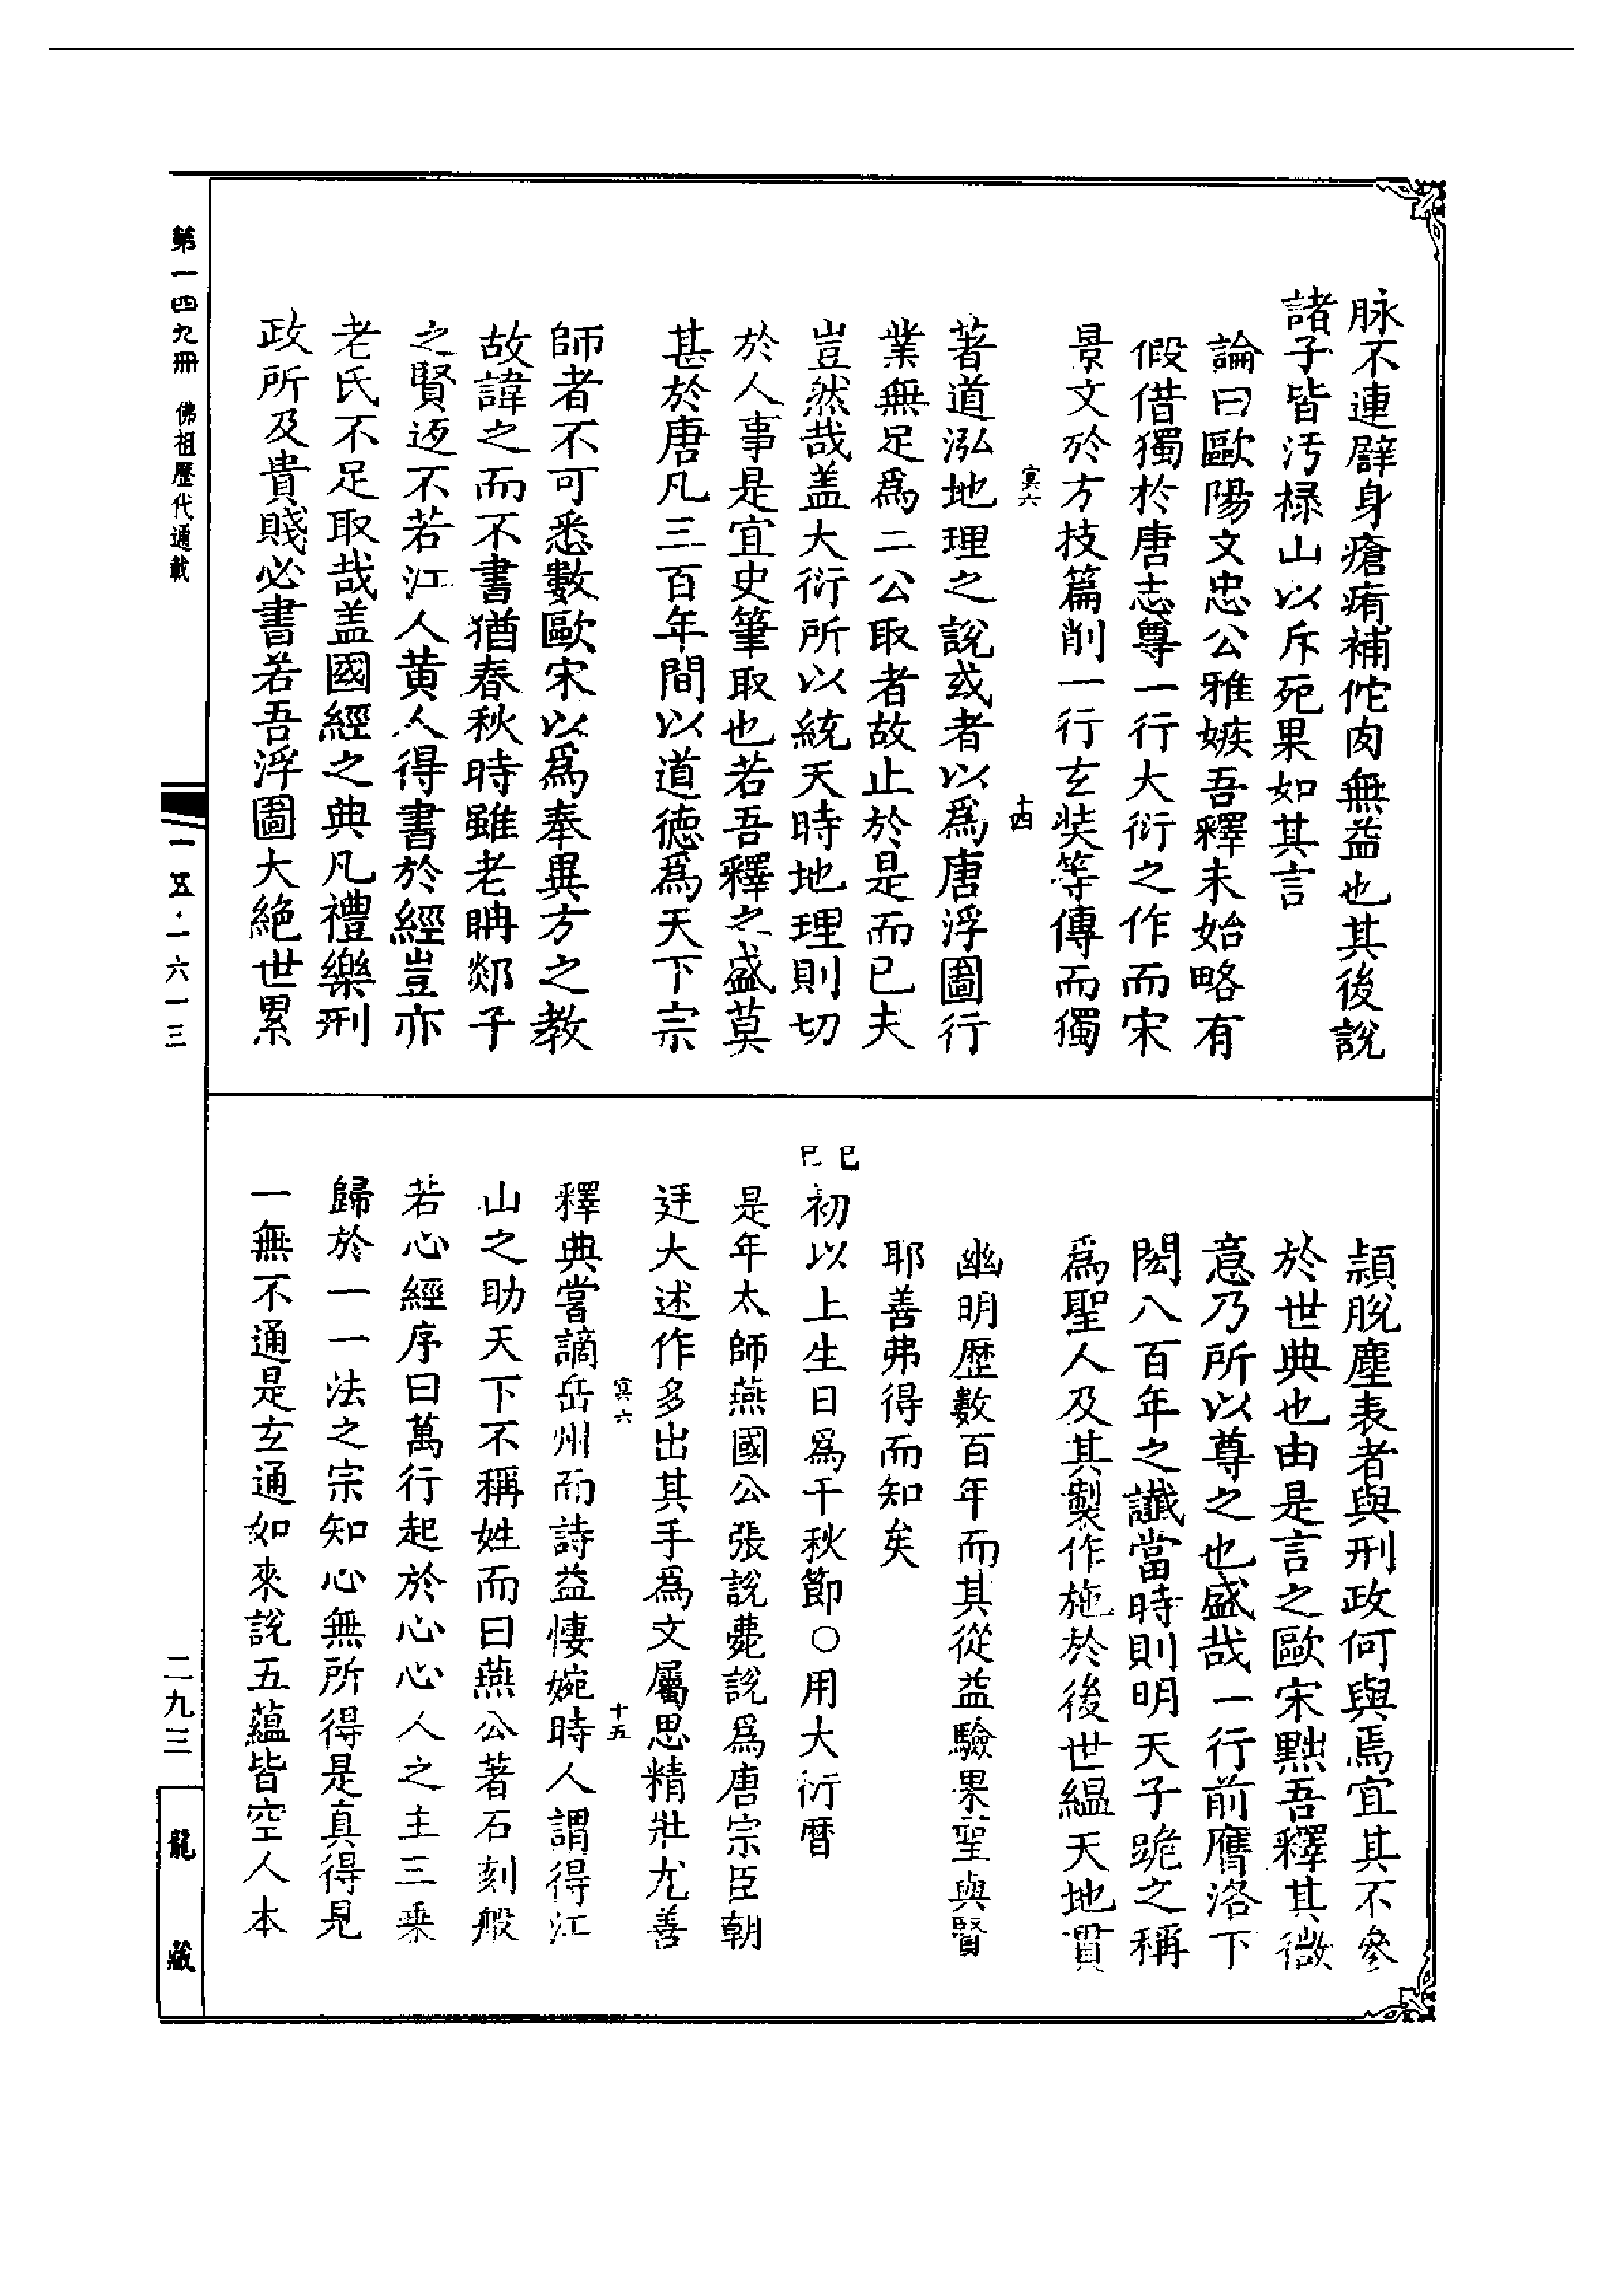 脉不連辟身瘡痏補佗肉無益也其後說
諸子皆汚祿山以斥死果如其言
論曰歐陽文忠公雅嫉吾釋未始略有
假借獨於唐志尊一行大衍之作而宋
景文於方技篇削一行玄奘等傳而獨
冥六
十四
著道泓地理之說或者以爲唐浮圖行
業無足爲二公取者故止於是而已夫
豈然哉盖大衍所以統天時地理則切
於人事是宜史筆取也若吾釋之盛莫
甚於唐凡三百年間以道德爲天下宗
師者不可悉數歐宋以爲奉異方之教
故諱之而不書猶春秋時雖老聃郯子
之賢返不若江人黃人得書於經豈亦
老氏不足取哉盖國經之典凡禮樂刑
政所及貴賤必書若吾浮圖大絶世累
頴脫塵表者與刑政何與焉宜其不參
於世典也由是言之歐宋黜吾釋其微
意乃所以尊之也盛哉一行前膺洛下
閎八百年之讖當時則明天子跪之稱
爲聖人及其製作施於後世緼天地貫
幽明歷數百年而其從益驗果聖與賢
耶善弗得而知矣
己巳
初以上生日爲千秋節○用大衍曆
是年太師燕國公張說薨說爲唐宗臣朝
廷大述作多出其手爲文屬思精壯尤善
冥六
十五
釋典嘗謫岳州而詩益悽婉時人謂得江
山之助天下不稱姓而曰燕公著石刻般
若心經序曰萬行起於心心人之主三乘
歸於一一法之宗知心無所得是真得見
一無不通是玄通如來說五蘊皆空人本
第一四九冊 佛祖歷代通載
一五·一六一三
二九三
龍藏